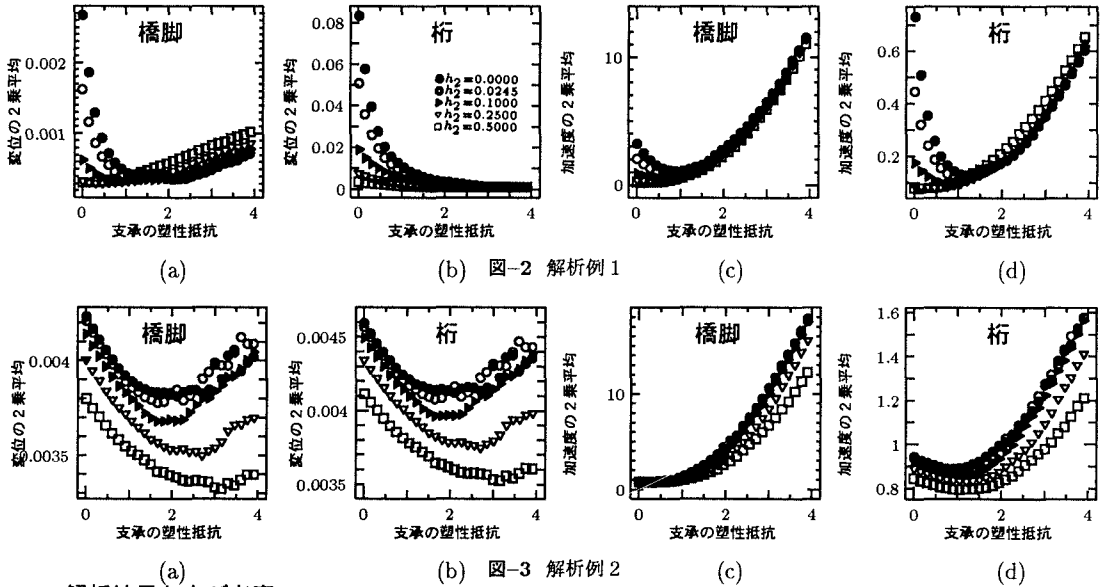 橋脚
変位の2乗平均
0.002
0.001
0 2 4
支承の塑性抵抗
(a)
桁
変位の2乗平均
0.08
0.06
0.04
0.02
0
h₂=0.0000
h₂=0.0245
h₂=0.1000
h₂=0.2500
h₂=0.5000
0 2 4
支承の塑性抵抗
(b)
橋脚
加速度の2乗平均
10
0
0 2 4
支承の塑性抵抗
(c)
桁
加速度の2乗平均
0.6
0.4
0.2
0 2 4
支承の塑性抵抗
(d)
図-2 解析例1
橋脚
変位の2乗平均
0.004
0.0035
0 2 4
支承の塑性抵抗
(a)
桁
変位の2乗平均
0.0045
0.004
0.0035
0 2 4
支承の塑性抵抗
(b)
橋脚
加速度の2乗平均
10
0
0 2 4
支承の塑性抵抗
(c)
桁
加速度の2乗平均
1.6
1.4
1.2
1
0.8
0 2 4
支承の塑性抵抗
(d)
図-3 解析例2